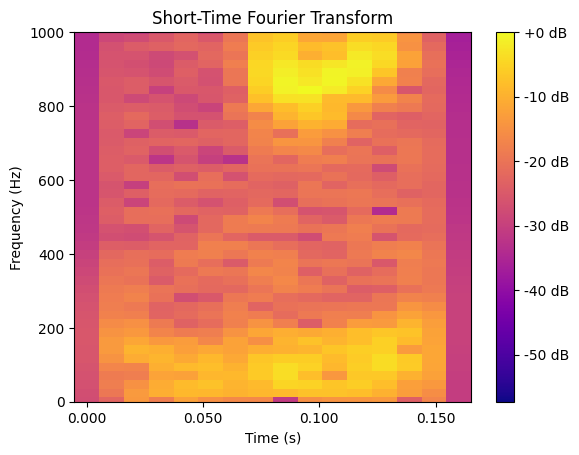 Short-Time Fourier Transform
1000
800
600
400
200
0
Frequency (Hz)
0.000
0.050
0.100
0.150
Time (s)
+0 dB
-10 dB
-20 dB
-30 dB
-40 dB
-50 dB